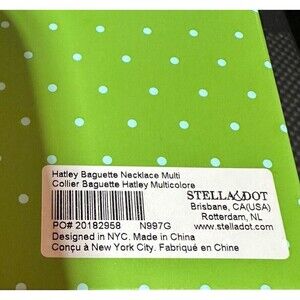 Hatley Baguette Necklace Multi
Collier Baguette Hatley Multicolore
STELLA&DOT
Brisbane, CA(USA)
Rotterdam, NL
PO# 20182958 N997G www.stelladot.com
Designed in NYC. Made in China
Conçu à New York City. Fabriqué en Chine